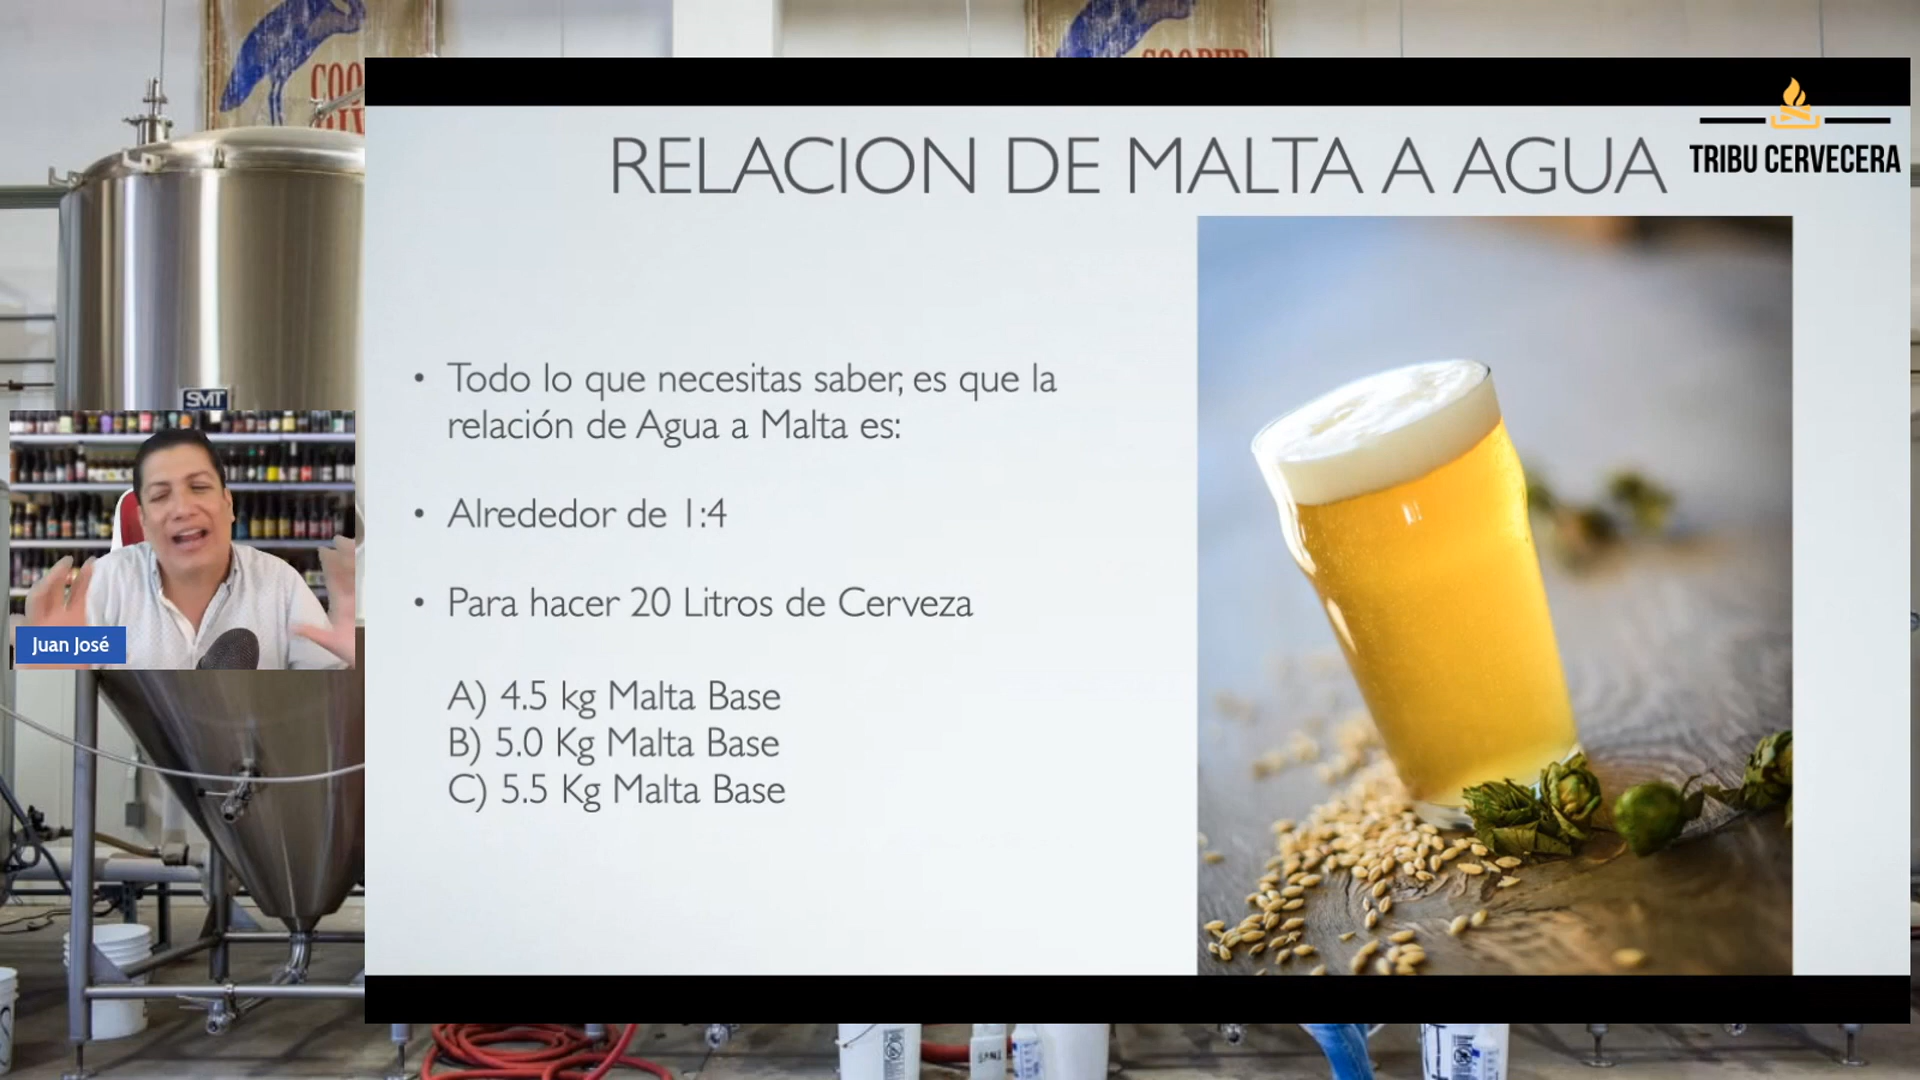 COO
COOPER
RELACION DE MALTA A AGUA
TRIBU CERVECERA
• Todo lo que necesitas saber, es que la
relación de Agua a Malta es:
• Alrededor de 1:4
• Para hacer 20 Litros de Cerveza
A) 4.5 kg Malta Base
B) 5.0 Kg Malta Base
C) 5.5 Kg Malta Base
SMT
Juan José